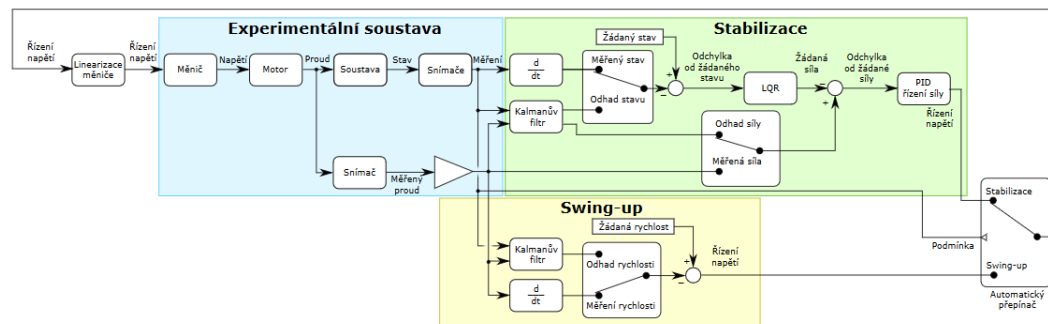 Experimentální soustava
Stabilizace
Řízení
napětí
Linearizace
měniče
Řízení
napětí
Měnič
Napětí
Motor
Proud
Soustava
Stav
Snímače
Měření
d
dt
Kalmanův
filtr
Žádaný stav
Měřený stav
Odhad stavu
+
−
Odchylka
od žádaného
stavu
LQR
Žádaná
síla
−
+
Odchylka
od žádané
síly
PID
řízení síly
Řízení
napětí
Odhad síly
Měřená síla
Snímač
Měřený
proud
Swing-up
Žádaná rychlost
Kalmanův
filtr
d
dt
Odhad rychlosti
Měření rychlosti
+
−
Řízení
napětí
Stabilizace
Podmínka
Swing-up
Automatický
přepínač